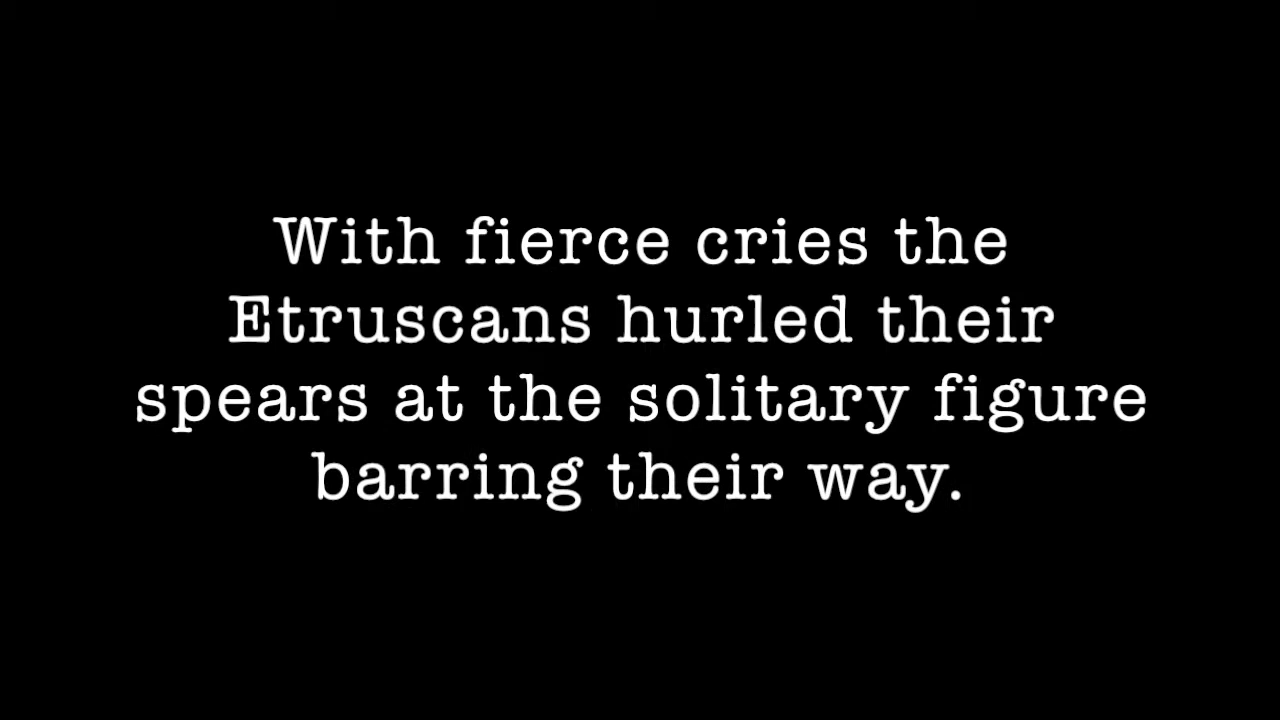 With fierce cries the
Etruscans hurled their
spears at the solitary figure
barring their way.